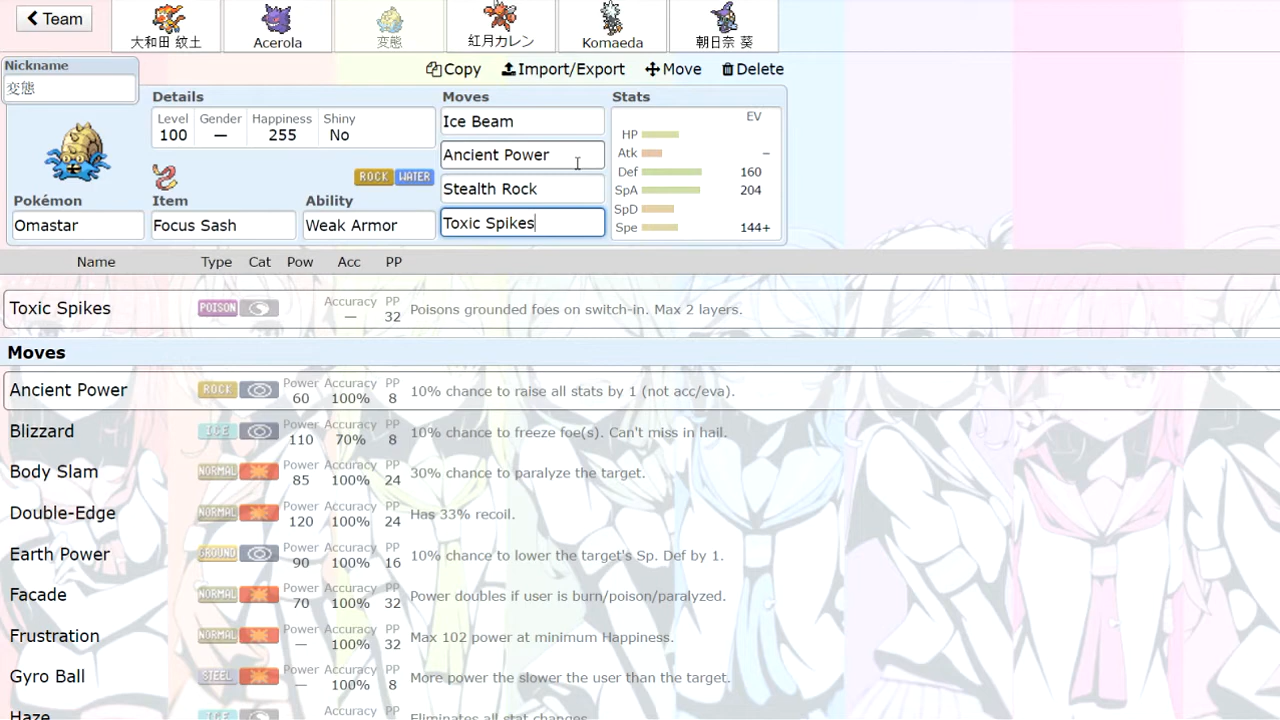 Team
大和田 紋土
Acerola
変態
紅月カレン
Komaeda
朝日奈 葵
Nickname
変態
Copy
Import/Export
Move
Delete
Details
Level
100
Gender
—
Happiness
255
Shiny
No
ROCK
WATER
Pokémon
Omastar
Item
Focus Sash
Ability
Weak Armor
Moves
Ice Beam
Ancient Power
Stealth Rock
Toxic Spikes
Stats
EV
HP
Atk –
Def 160
SpA 204
SpD
Spe 144+
Name Type Cat Pow Acc PP
Toxic Spikes POISON Accuracy — PP 32 Poisons grounded foes on switch-in. Max 2 layers.
Moves
Ancient Power ROCK Power 60 Accuracy 100% PP 8 10% chance to raise all stats by 1 (not acc/eva).
Blizzard ICE Power 110 Accuracy 70% PP 8 10% chance to freeze foe(s). Can't miss in hail.
Body Slam NORMAL Power 85 Accuracy 100% PP 24 30% chance to paralyze the target.
Double-Edge NORMAL Power 120 Accuracy 100% PP 24 Has 33% recoil.
Earth Power GROUND Power 90 Accuracy 100% PP 16 10% chance to lower the target's Sp. Def by 1.
Facade NORMAL Power 70 Accuracy 100% PP 32 Power doubles if user is burn/poison/paralyzed.
Frustration NORMAL Power — Accuracy 100% PP 32 Max 102 power at minimum Happiness.
Gyro Ball STEEL Power — Accuracy 100% PP 8 More power the slower the user than the target.
Haze ICE Accuracy PP Eliminates all stat changes.